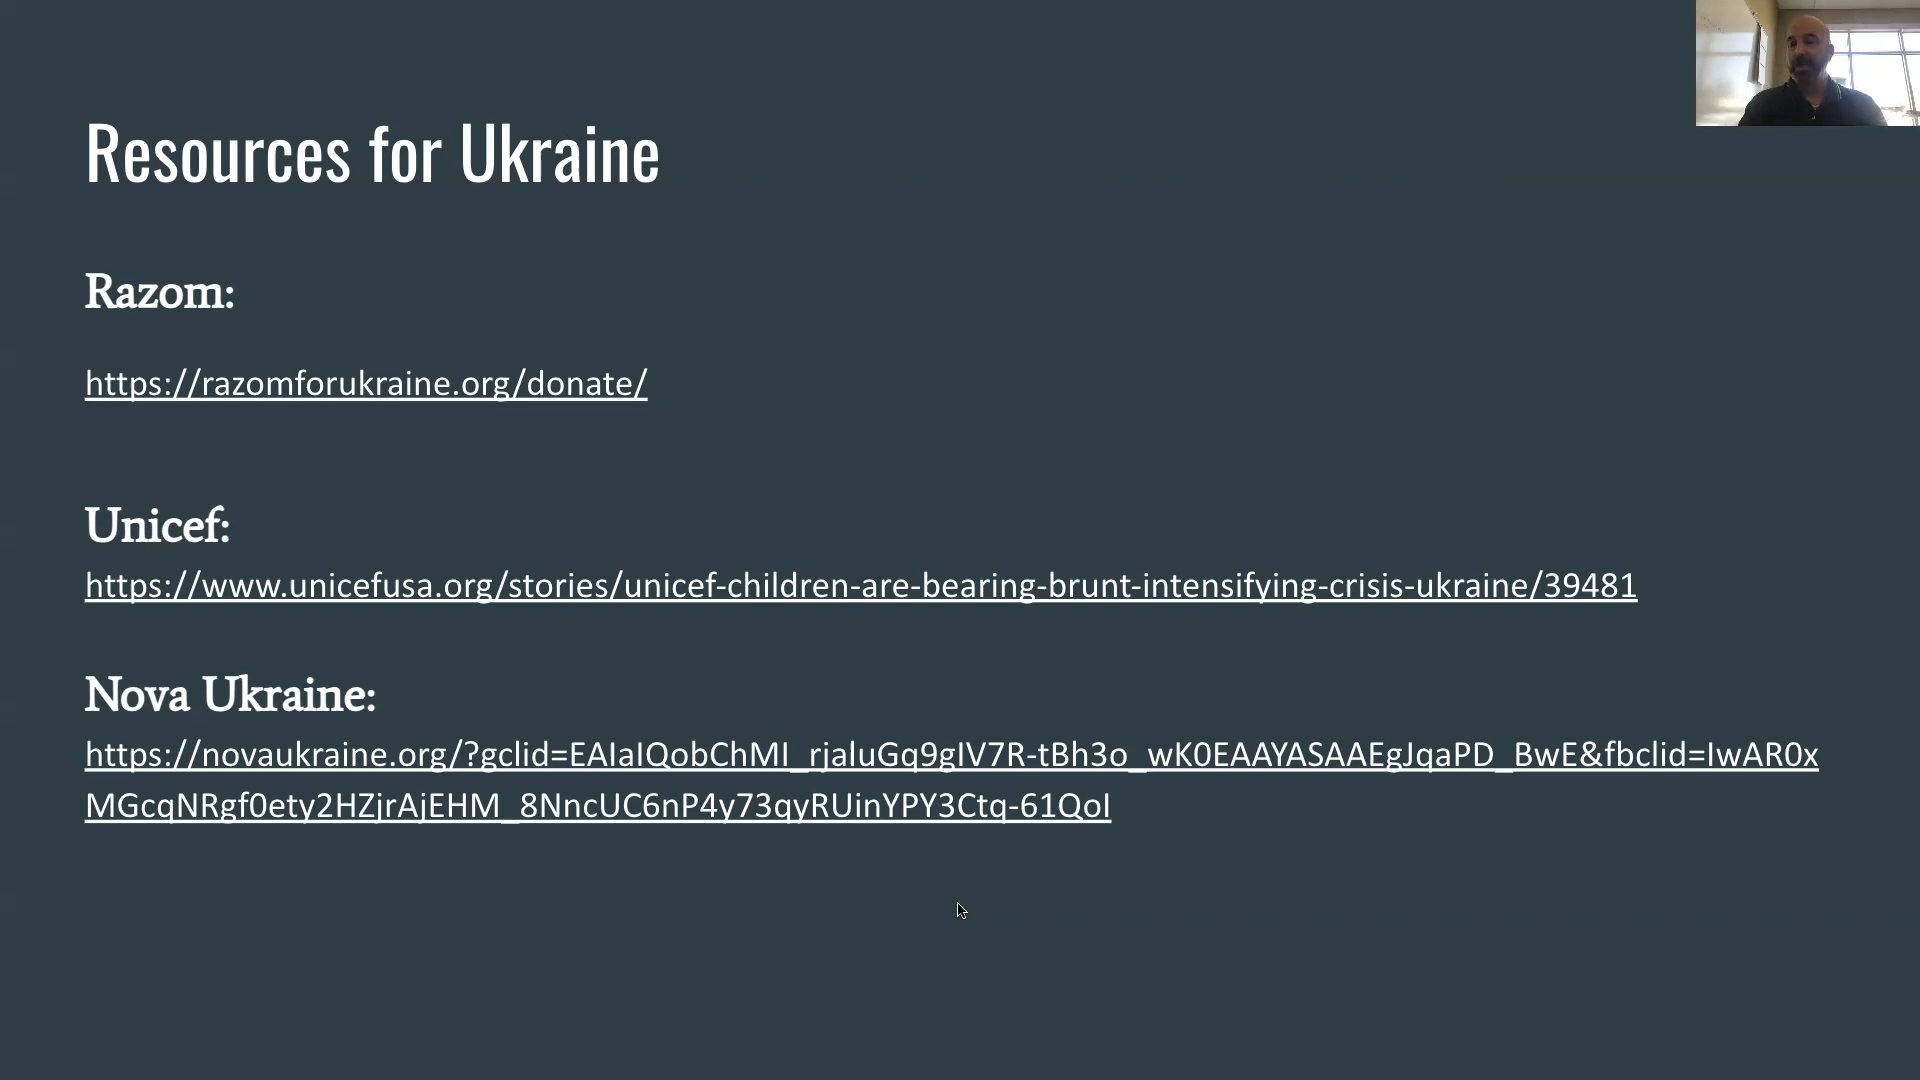 Resources for Ukraine
Razom:
https://razomforukraine.org/donate/
Unicef:
https://www.unicefusa.org/stories/unicef-children-are-bearing-brunt-intensifying-crisis-ukraine/39481
Nova Ukraine:
https://novaukraine.org/?gclid=EAIaIQobChMI_rjaluGq9gIV7R-tBh3o_wK0EAAYASAAEgJqaPD_BwE&fbclid=IwAR0x
MGcqNRgf0ety2HZjrAjEHM_8NncUC6nP4y73qyRUinYPY3Ctq-61QoI